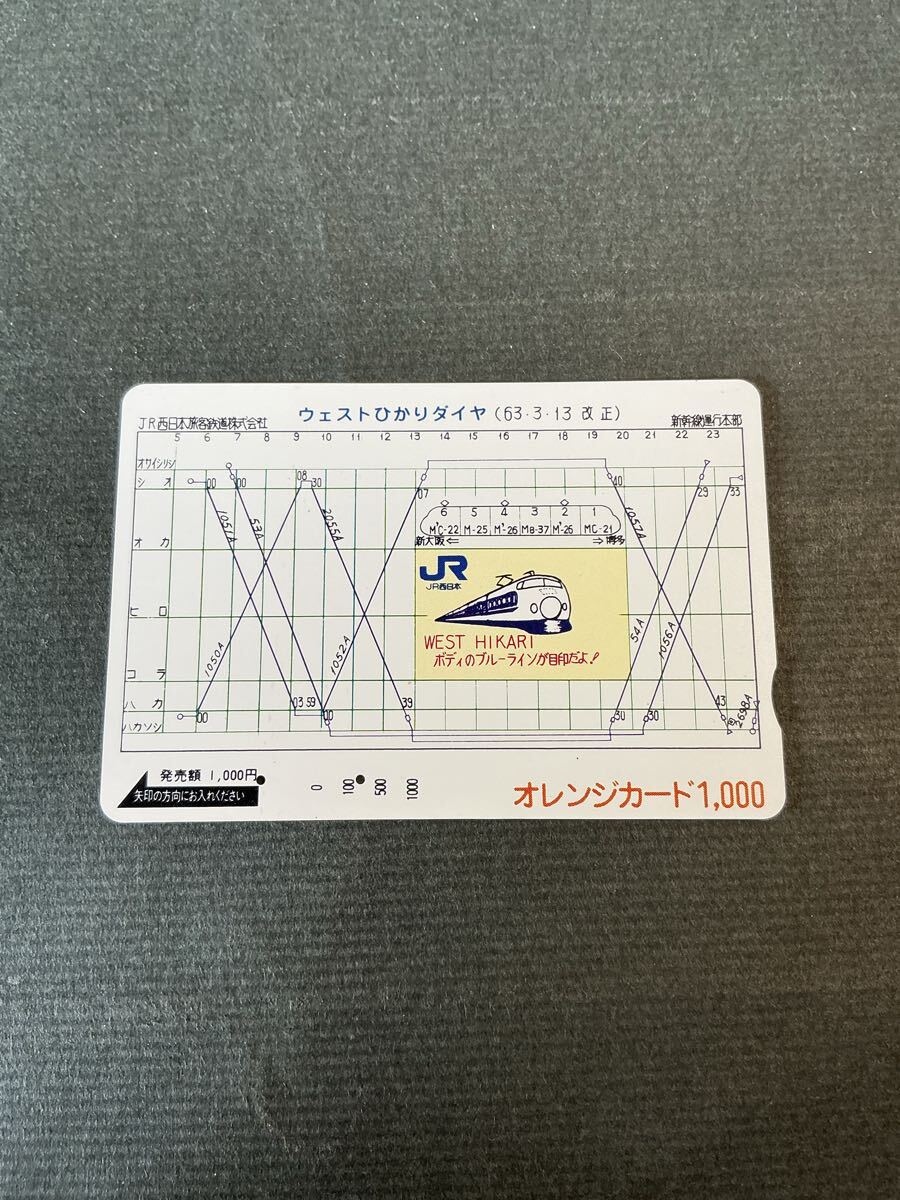 JR西日本旅客鉄道株式会社 ウェストひかりダイヤ (63·3·13 改正) 新幹線運行本部
5 6 7 8 9 10 11 12 13 14 15 16 17 18 19 20 21 22 23
オサイシリシ
シオ 00 00 08 30 07 40 29 33
1051A 53A 2055A 1057A
6 5 4 3 2 1
M'C-22 M-25 M'-26 MB-37 M'-26 MC-21
オカ 新大阪⇐ ⇒博多
JR
JR西日本
ヒロ
WEST HIKARI
ボディのブルーラインが目印だよ!
1050A 1052A 54A 1056A
コラ
ハカ 00 03 59 00 39 30 30 43 2698A
ハカソシ
発売額 1,000円
矢印の方向にお入れください
0 100 500 1000
オレンジカード1,000